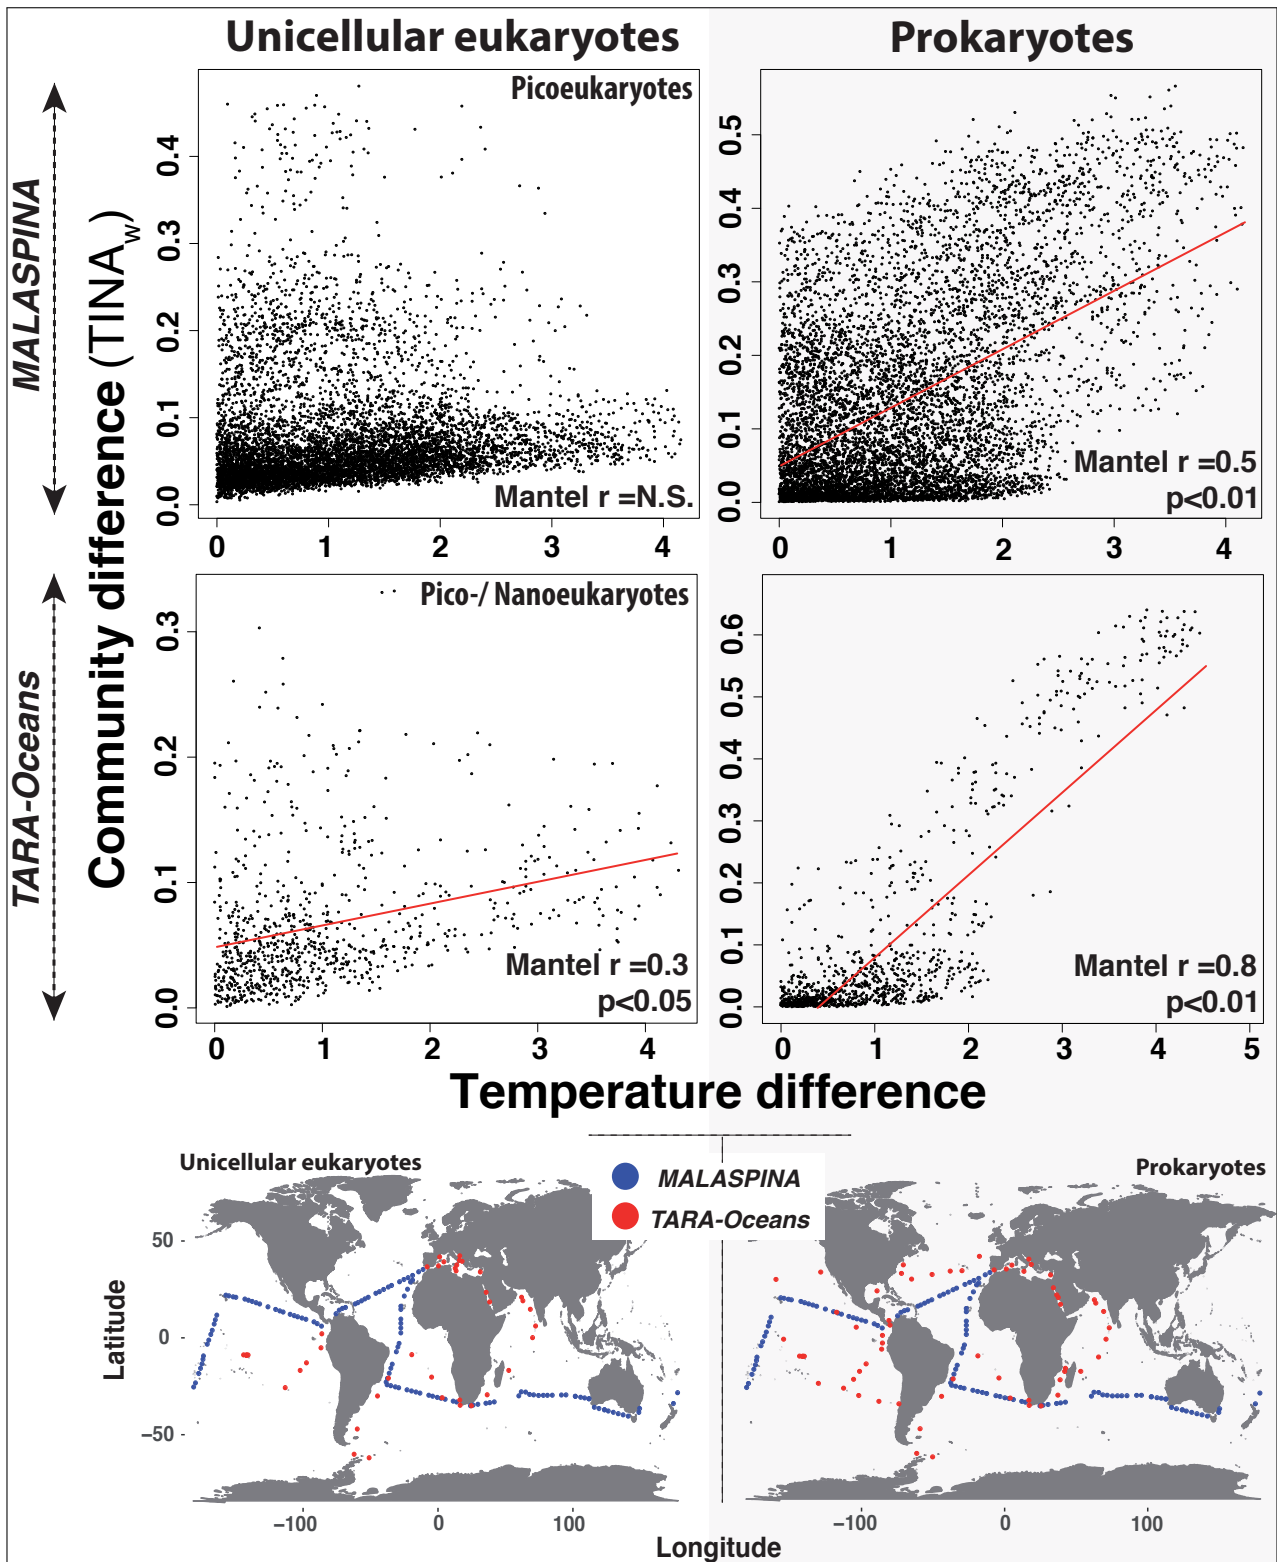 Unicellular eukaryotes
Prokaryotes
MALASPINA
TARA-Oceans
Community difference (TINAw)
Picoeukaryotes
0.4
0.3
0.2
0.1
0.0
Mantel r =N.S.
0 1 2 3 4
0.5
0.4
0.3
0.2
0.1
0.0
Mantel r =0.5
p<0.01
0 1 2 3 4
Pico-/ Nanoeukaryotes
0.3
0.2
0.1
0.0
Mantel r =0.3
p<0.05
0 1 2 3 4
0.6
0.5
0.4
0.3
0.2
0.1
0.0
Mantel r =0.8
p<0.01
0 1 2 3 4 5
Temperature difference
Unicellular eukaryotes
MALASPINA
TARA-Oceans
Prokaryotes
Latitude
50
0
−50
−100 0 100
−100 0 100
Longitude